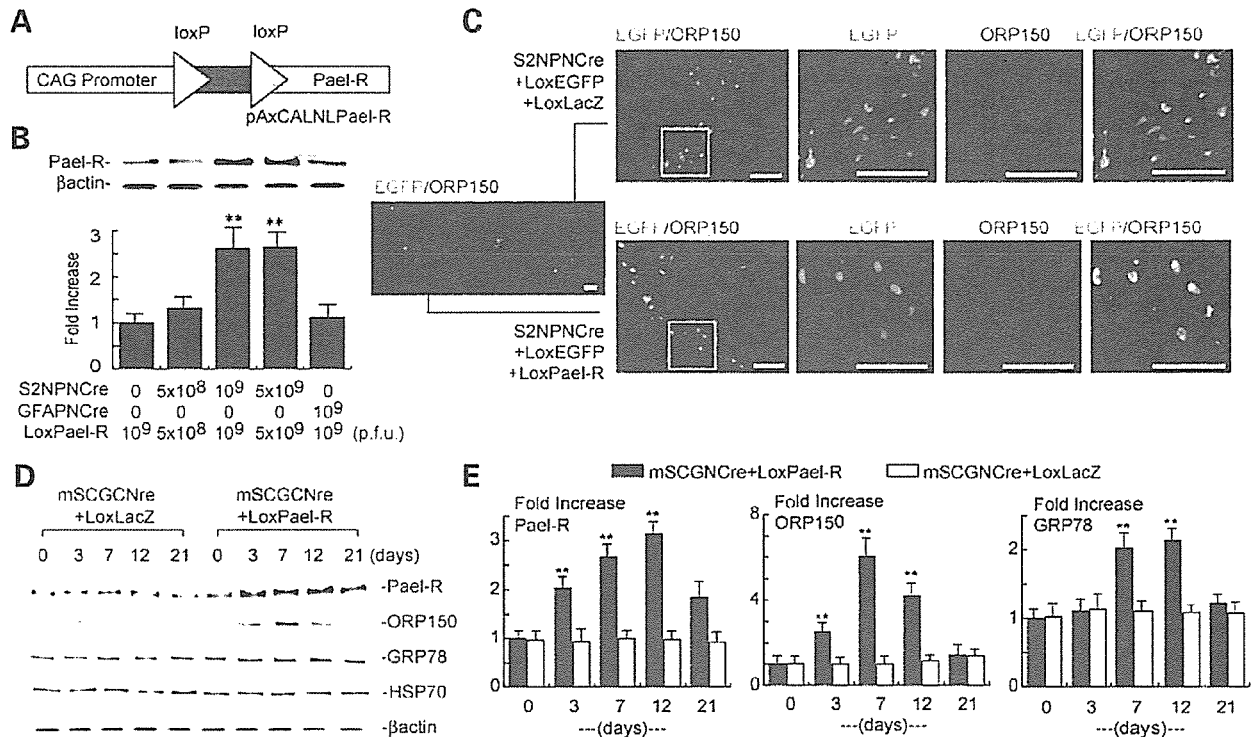 A
loxP loxP
CAG Promoter Pael-R
pAxCALNLPael-R
B
Pael-R-
βactin-
** **
Fold Increase
3
2
1
0
S2NPNCre 0 5x10⁸ 10⁹ 5x10⁹ 0
GFAPNCre 0 0 0 0 10⁹
LoxPael-R 10⁹ 5x10⁸ 10⁹ 5x10⁹ 10⁹ (p.f.u.)
C
EGFP/ORP150 EGFP ORP150 EGFP/ORP150
S2NPNCre
+LoxEGFP
+LoxLacZ
EGFP/ORP150
EGFP/ORP150 EGFP ORP150 EGFP/ORP150
S2NPNCre
+LoxEGFP
+LoxPael-R
D
mSCGCNre
+LoxLacZ
mSCGCNre
+LoxPael-R
0 3 7 12 21 0 3 7 12 21 (days)
-Pael-R
-ORP150
-GRP78
-HSP70
-βactin
E
mSCGNCre+LoxPael-R mSCGNCre+LoxLacZ
Fold Increase
Pael-R
3
2
1
0
** ** **
0 3 7 12 21
---(days)---
Fold Increase
ORP150
8
4
2
0
** ** **
0 3 7 12 21
---(days)---
Fold Increase
GRP78
2
1
0
** **
0 3 7 12 21
---(days)---